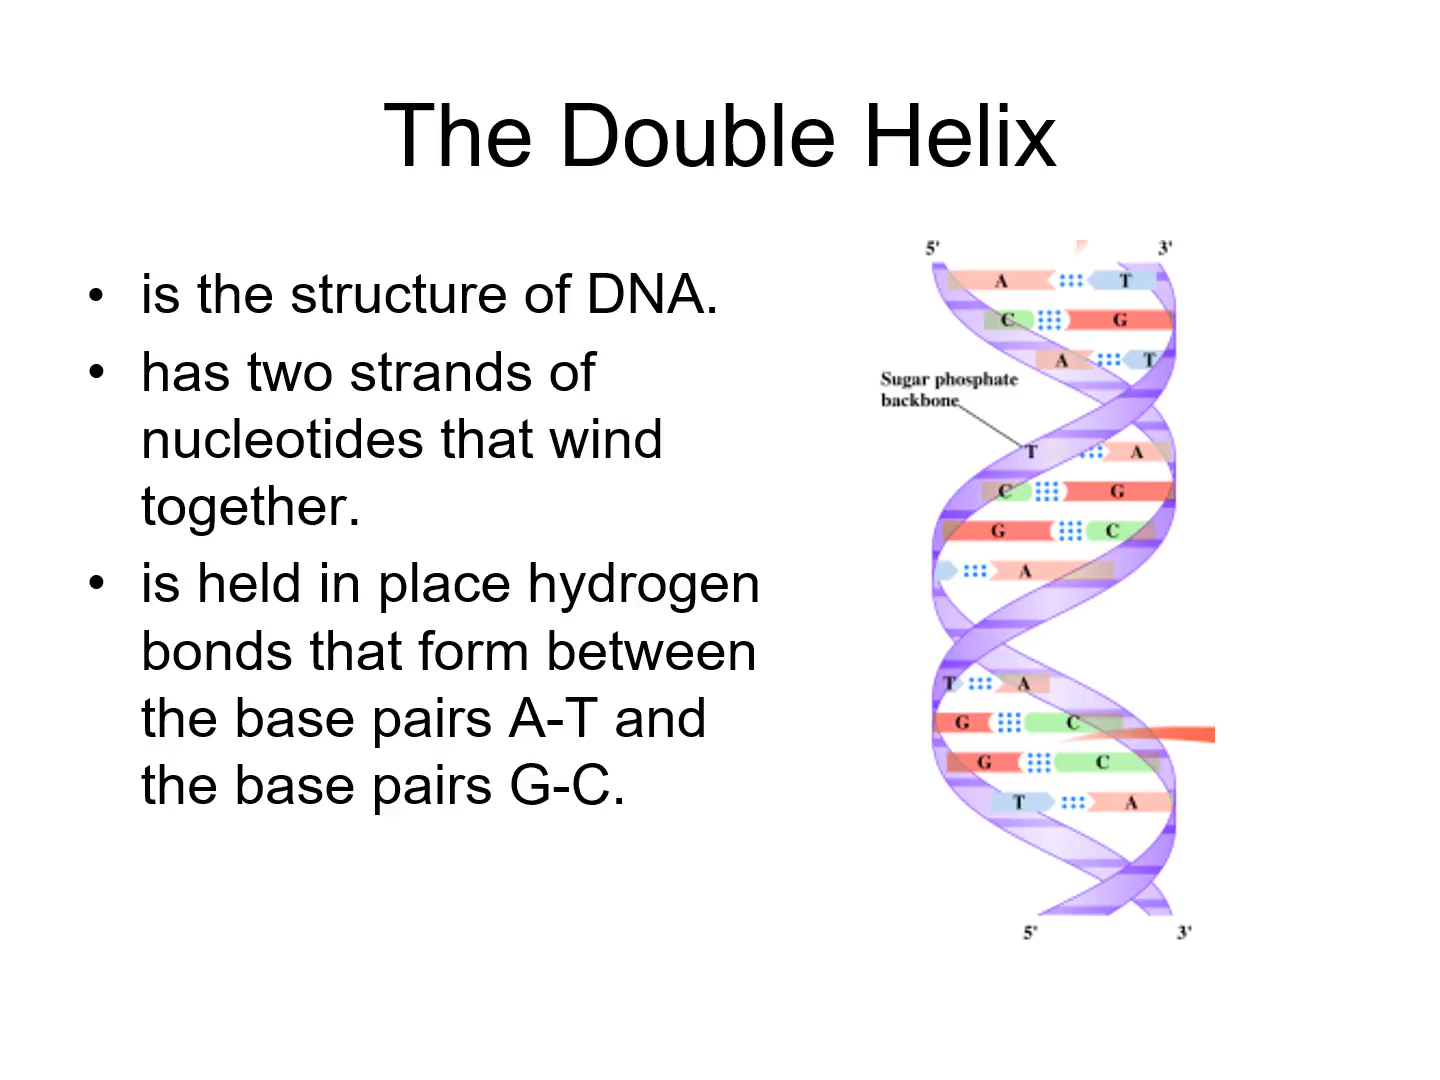 The Double Helix
• is the structure of DNA.
• has two strands of
nucleotides that wind
together.
• is held in place hydrogen
bonds that form between
the base pairs A-T and
the base pairs G-C.
5' 3'
A T
C G
A T
Sugar phosphate
backbone
T A
C G
G C
A
T A
G C
G C
T A
5' 3'